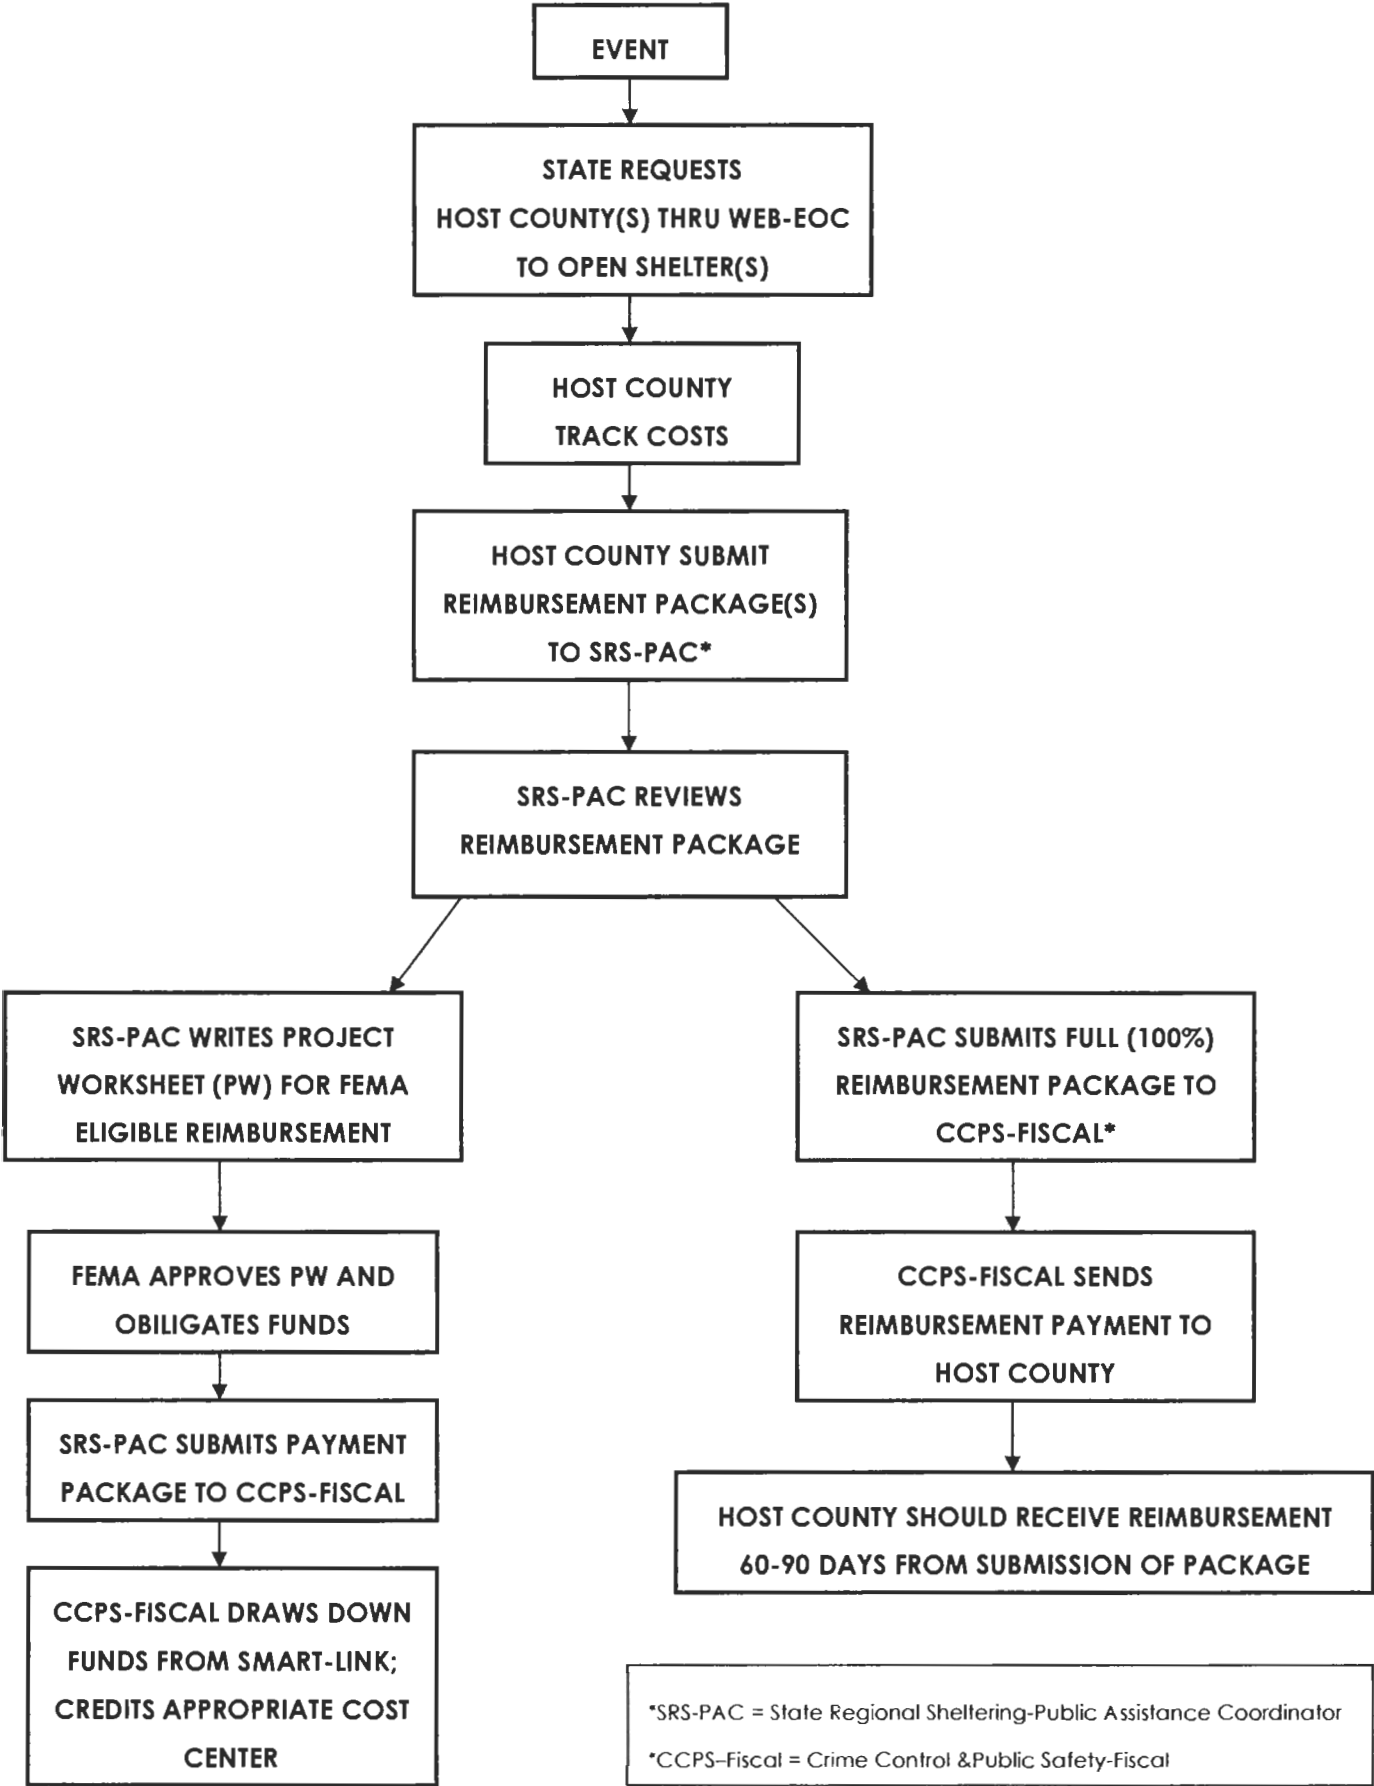 EVENT
STATE REQUESTS
HOST COUNTY(S) THRU WEB-EOC
TO OPEN SHELTER(S)
HOST COUNTY
TRACK COSTS
HOST COUNTY SUBMIT
REIMBURSEMENT PACKAGE(S)
TO SRS-PAC*
SRS-PAC REVIEWS
REIMBURSEMENT PACKAGE
SRS-PAC WRITES PROJECT
WORKSHEET (PW) FOR FEMA
ELIGIBLE REIMBURSEMENT
FEMA APPROVES PW AND
OBILIGATES FUNDS
SRS-PAC SUBMITS PAYMENT
PACKAGE TO CCPS-FISCAL
CCPS-FISCAL DRAWS DOWN
FUNDS FROM SMART-LINK;
CREDITS APPROPRIATE COST
CENTER
SRS-PAC SUBMITS FULL (100%)
REIMBURSEMENT PACKAGE TO
CCPS-FISCAL*
CCPS-FISCAL SENDS
REIMBURSEMENT PAYMENT TO
HOST COUNTY
HOST COUNTY SHOULD RECEIVE REIMBURSEMENT
60-90 DAYS FROM SUBMISSION OF PACKAGE
*SRS-PAC = State Regional Sheltering-Public Assistance Coordinator
*CCPS–Fiscal = Crime Control &Public Safety-Fiscal